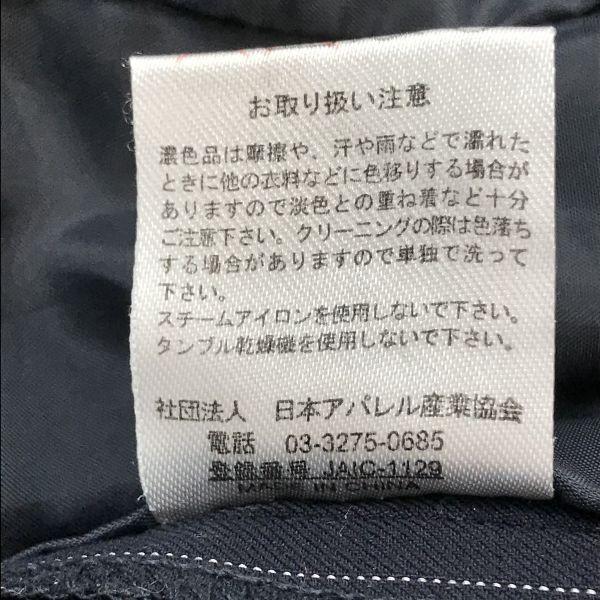 お取り扱い注意
濃色品は摩擦や、汗や雨などで濡れた
ときに他の衣料などに色移りする場合が
ありますので淡色との重ね着など十分
ご注意下さい。クリーニングの際は色落ち
する場合がありますので単独で洗って
下さい。
スチームアイロンを使用しないで下さい。
タンブル乾燥機を使用しないで下さい。
社団法人 日本アパレル産業協会
電話 03-3275-0685
登録番号 JAIC-1129
MADE IN CHINA